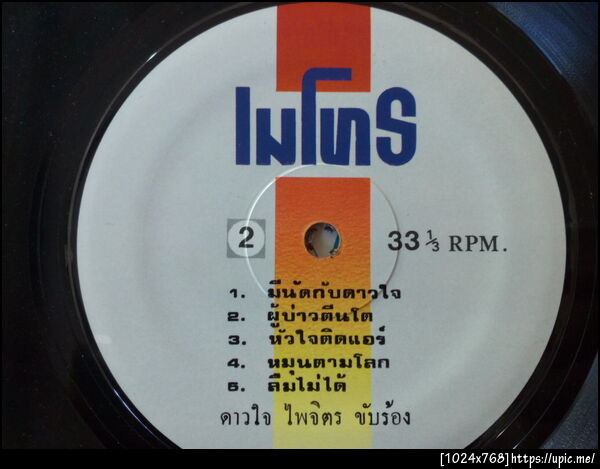 ไมโทร
2
33 ⅓ RPM.
1. มีนัดกับดาวใจ
2. ผู้บ่าวตีนโต
3. หัวใจติดแอร์
4. หมุนตามโลก
5. ลืมไม่ได้
ดาวใจ ไพจิตร ขับร้อง
[1024x768]https://upic.me/